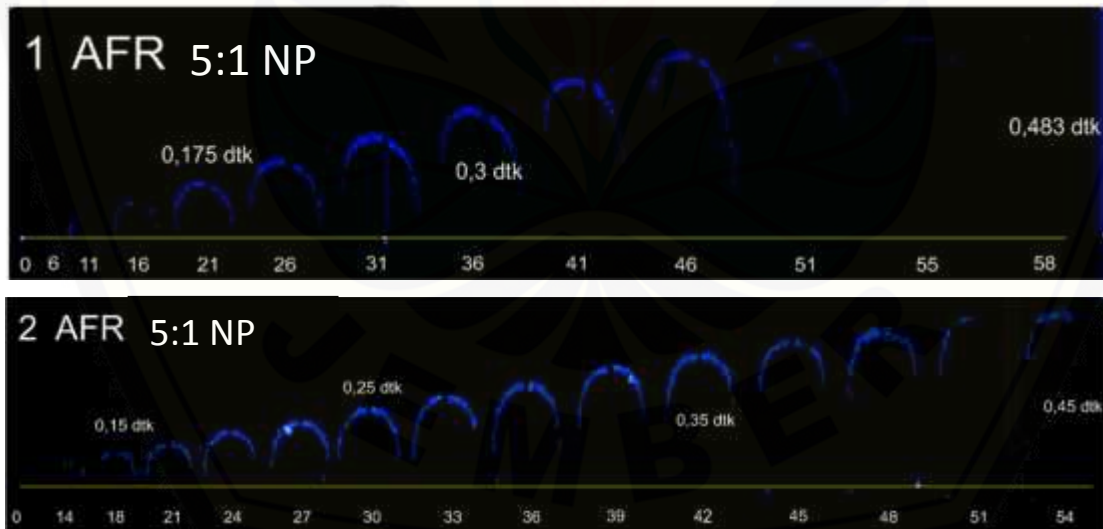 1 AFR 5:1 NP
0,175 dtk
0,3 dtk
0,483 dtk
0 6 11 16 21 26 31 36 41 46 51 55 58
2 AFR 5:1 NP
0,15 dtk
0,25 dtk
0,35 dtk
0,45 dtk
0 14 18 21 24 27 30 33 36 39 42 45 48 51 54
JEMBER